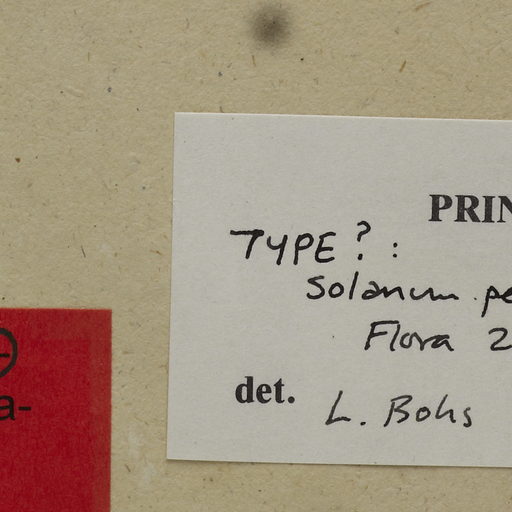 PRIN
TYPE? :
Solanum pe
Flora 2
det. L. Bohs
a-